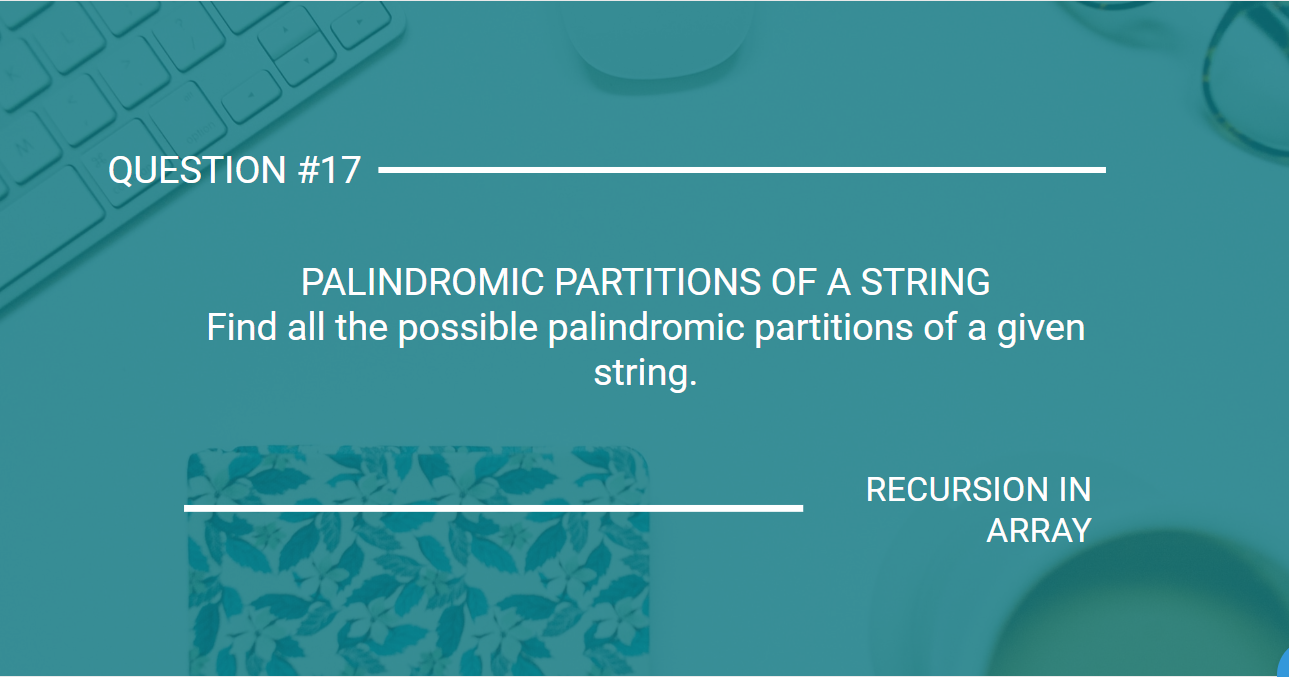 QUESTION #17
PALINDROMIC PARTITIONS OF A STRING
Find all the possible palindromic partitions of a given
string.
RECURSION IN
ARRAY